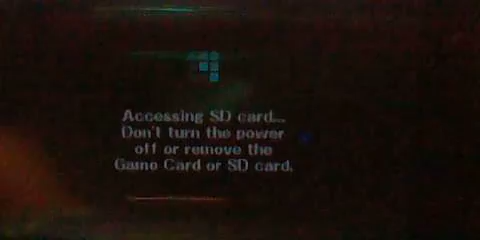 Accessing SD card...
Don't turn the power
off or remove the
Game Card or SD card.